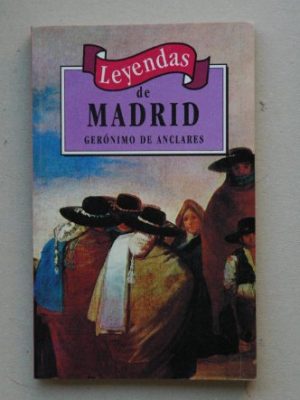 Leyendas
de
MADRID
GERÓNIMO DE ANCLARES